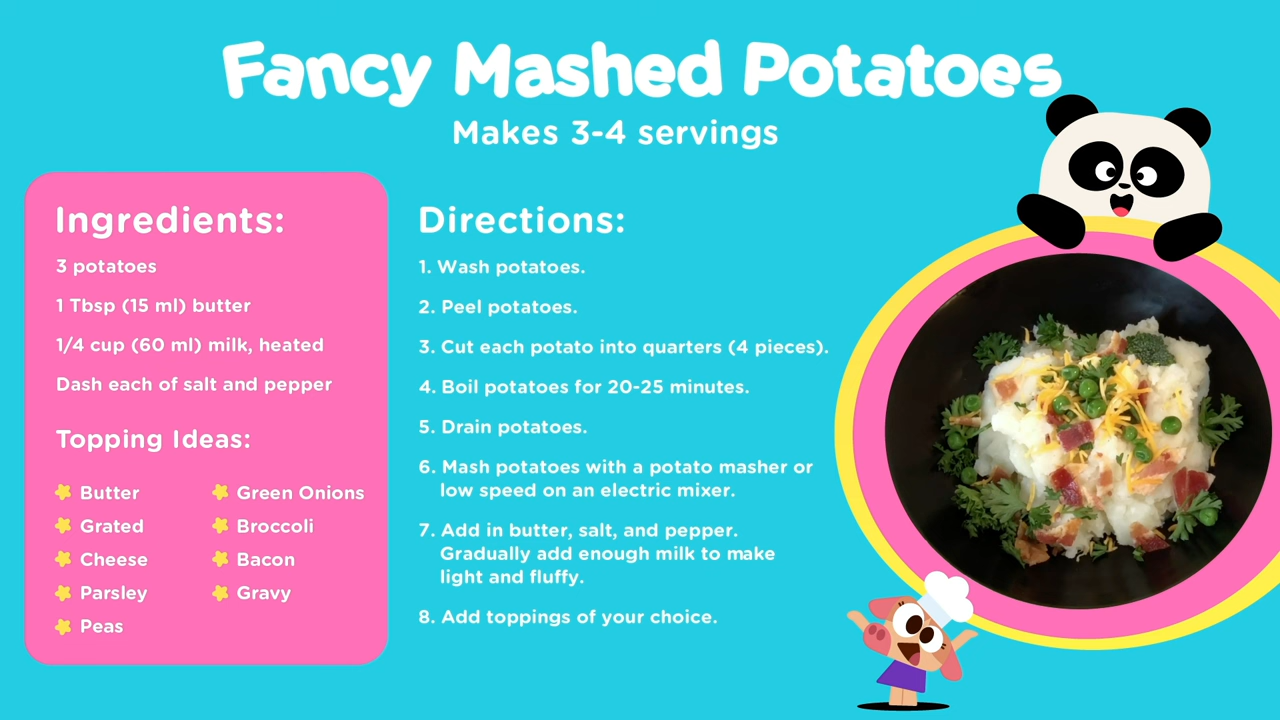 Fancy Mashed Potatoes
Makes 3-4 servings
Ingredients:
3 potatoes
1 Tbsp (15 ml) butter
1/4 cup (60 ml) milk, heated
Dash each of salt and pepper
Topping Ideas:
Butter
Grated
Cheese
Parsley
Peas
Green Onions
Broccoli
Bacon
Gravy
Directions:
1. Wash potatoes.
2. Peel potatoes.
3. Cut each potato into quarters (4 pieces).
4. Boil potatoes for 20-25 minutes.
5. Drain potatoes.
6. Mash potatoes with a potato masher or
low speed on an electric mixer.
7. Add in butter, salt, and pepper.
Gradually add enough milk to make
light and fluffy.
8. Add toppings of your choice.